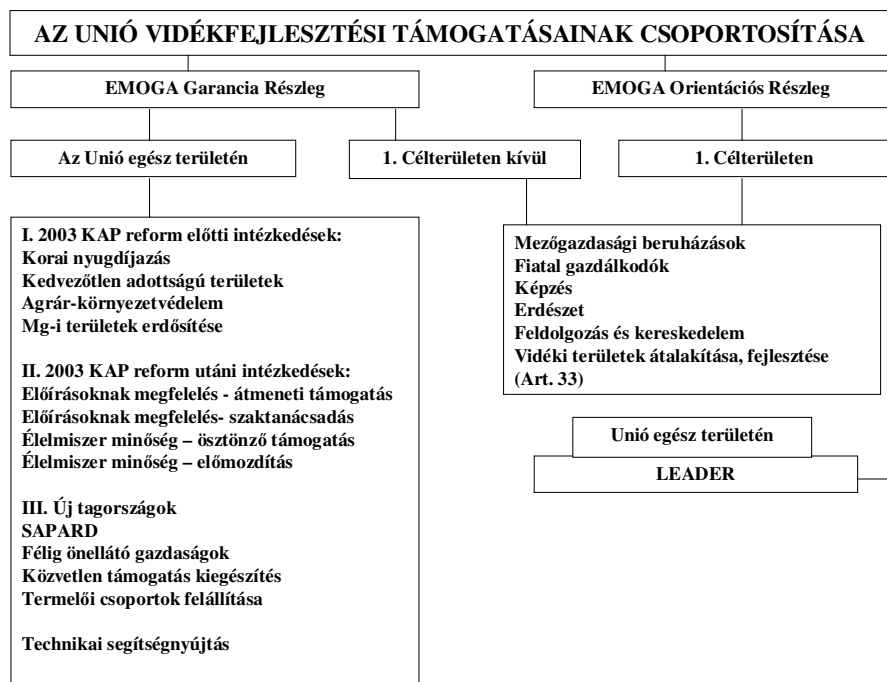 AZ UNIÓ VIDÉKFEJLESZTÉSI TÁMOGATÁSAINAK CSOPORTOSÍTÁSA
EMOGA Garancia Részleg
EMOGA Orientációs Részleg
Az Unió egész területén
1. Célterületen kívül
1. Célterületen
I. 2003 KAP reform előtti intézkedések:
Korai nyugdíjazás
Kedvezőtlen adottságú területek
Agrár-környezetvédelem
Mg-i területek erdősítése
II. 2003 KAP reform utáni intézkedések:
Előírásoknak megfelelés - átmeneti támogatás
Előírásoknak megfelelés- szaktanácsadás
Élelmiszer minőség – ösztönző támogatás
Élelmiszer minőség – előmozdítás
III. Új tagországok
SAPARD
Félig önellátó gazdaságok
Közvetlen támogatás kiegészítés
Termelői csoportok felállítása
Technikai segítségnyújtás
Mezőgazdasági beruházások
Fiatal gazdálkodók
Képzés
Erdészet
Feldolgozás és kereskedelem
Vidéki területek átalakítása, fejlesztése
(Art. 33)
Unió egész területén
LEADER